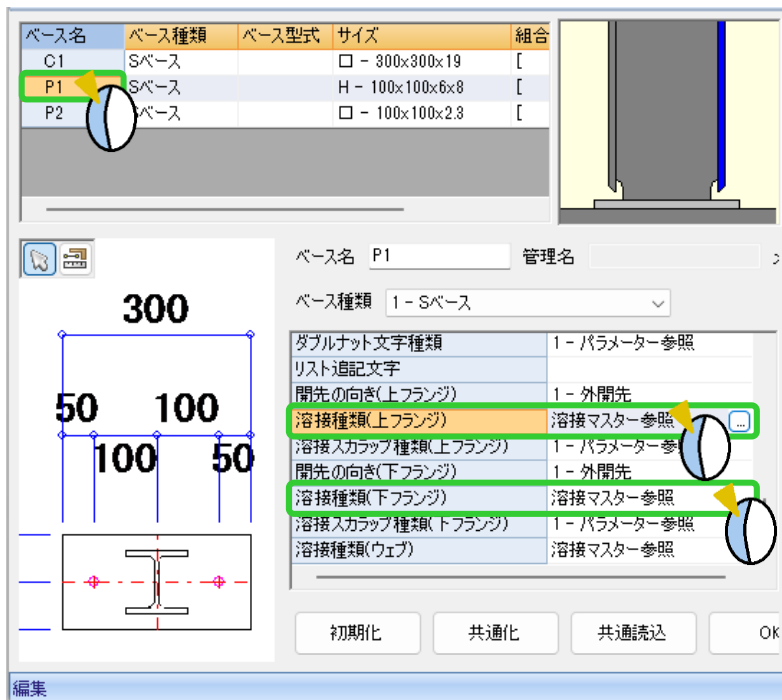 ベース名 ベース種類 ベース型式 サイズ 組合
C1 Sベース □ - 300x300x19 [
P1 Sベース H - 100x100x6x8 [
P2 ベース □ - 100x100x2.3 [
ベース名 P1 管理名
ベース種類 1 - Sベース
300
50 100
100 50
ダブルナット文字種類 1 - パラメーター参照
リスト追記文字
開先の向き(上フランジ) 1 - 外開先
溶接種類(上フランジ) 溶接マスター参照 ...
溶接スカラップ種類(上フランジ) 1 - パラメーター参
開先の向き(下フランジ) 1 - 外開先
溶接種類(下フランジ) 溶接マスター参照
溶接スカラップ種類(下フランジ) 1 - パラメーター参照
溶接種類(ウェブ) 溶接マスター参照
初期化 共通化 共通読込 OK
編集